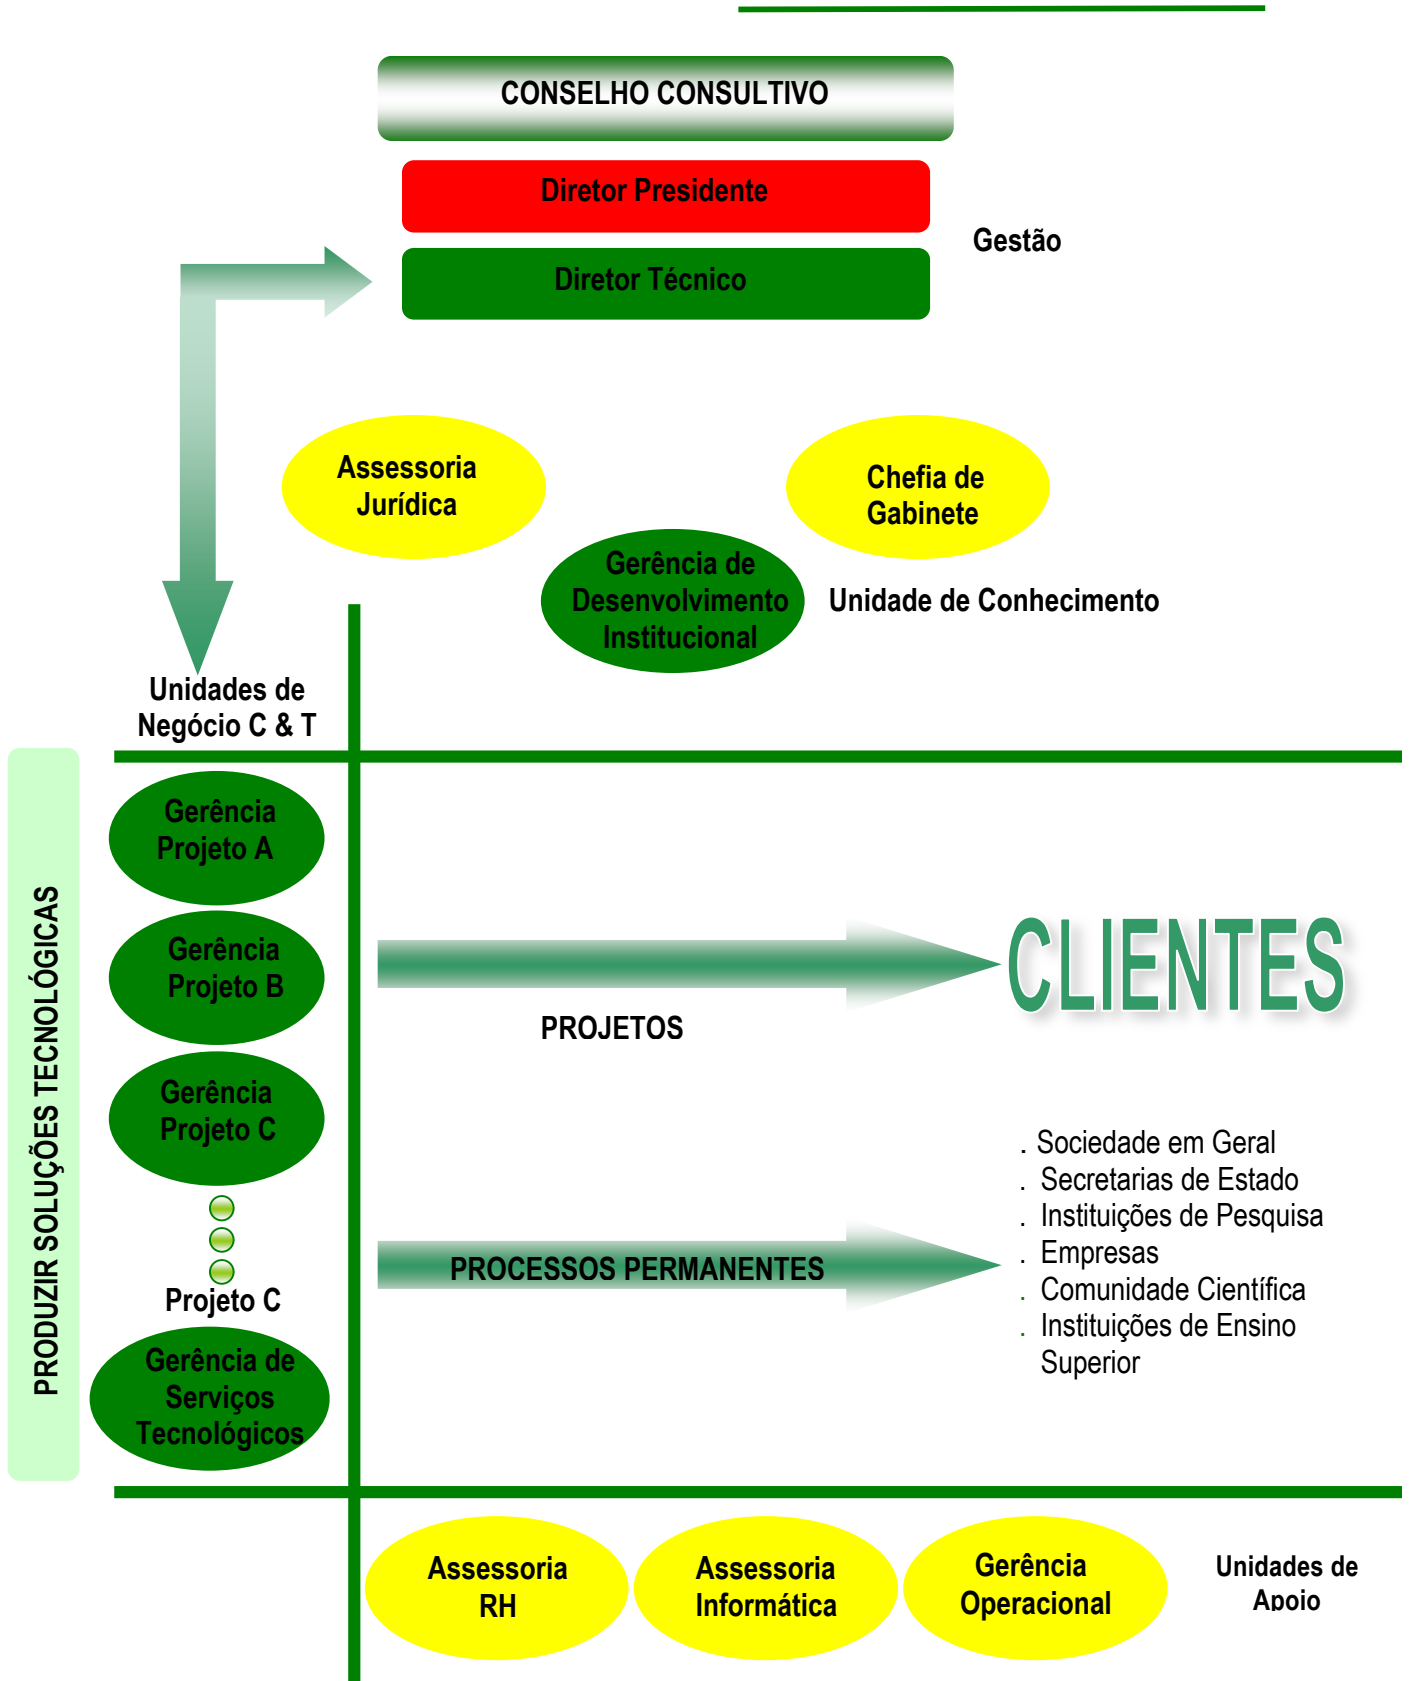 CONSELHO CONSULTIVO
Diretor Presidente
Gestão
Diretor Técnico
Assessoria
Jurídica
Chefia de
Gabinete
Gerência de
Desenvolvimento
Institucional
Unidade de Conhecimento
Unidades de
Negócio C & T
PRODUZIR SOLUÇÕES TECNOLÓGICAS
Gerência
Projeto A
Gerência
Projeto B
Gerência
Projeto C
Projeto C
Gerência de
Serviços
Tecnológicos
PROJETOS
CLIENTES
PROCESSOS PERMANENTES
. Sociedade em Geral
. Secretarias de Estado
. Instituições de Pesquisa
. Empresas
. Comunidade Científica
. Instituições de Ensino
Superior
Assessoria
RH
Assessoria
Informática
Gerência
Operacional
Unidades de
Apoio